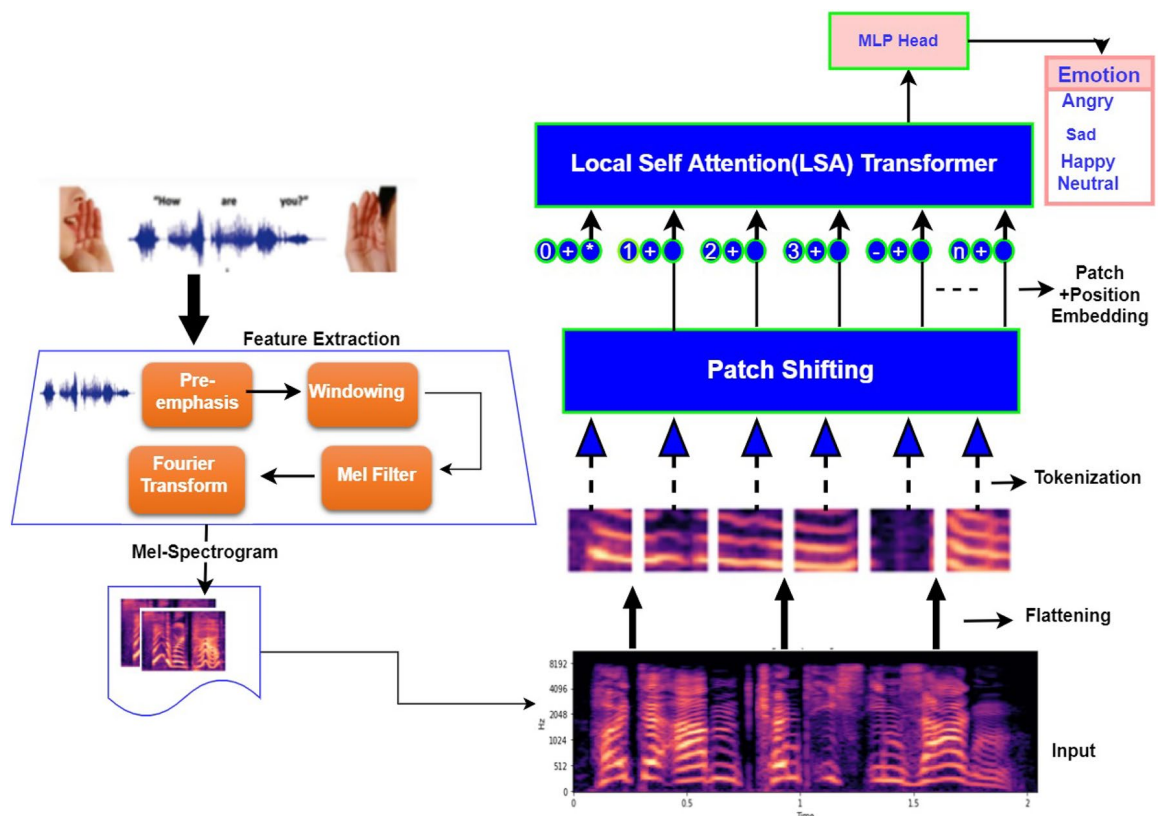 "How are you?"
Feature Extraction
Pre-
emphasis
Windowing
Fourier
Transform
Mel Filter
Mel-Spectrogram
MLP Head
Emotion
Angry
Sad
Happy
Neutral
Local Self Attention(LSA) Transformer
0 + * 1 + 2 + 3 + - + n +
Patch
+Position
Embedding
Patch Shifting
Tokenization
Flattening
8192
4096
2048
1024
512
0
Hz
0 0.5 1 1.5 2
Time
Input